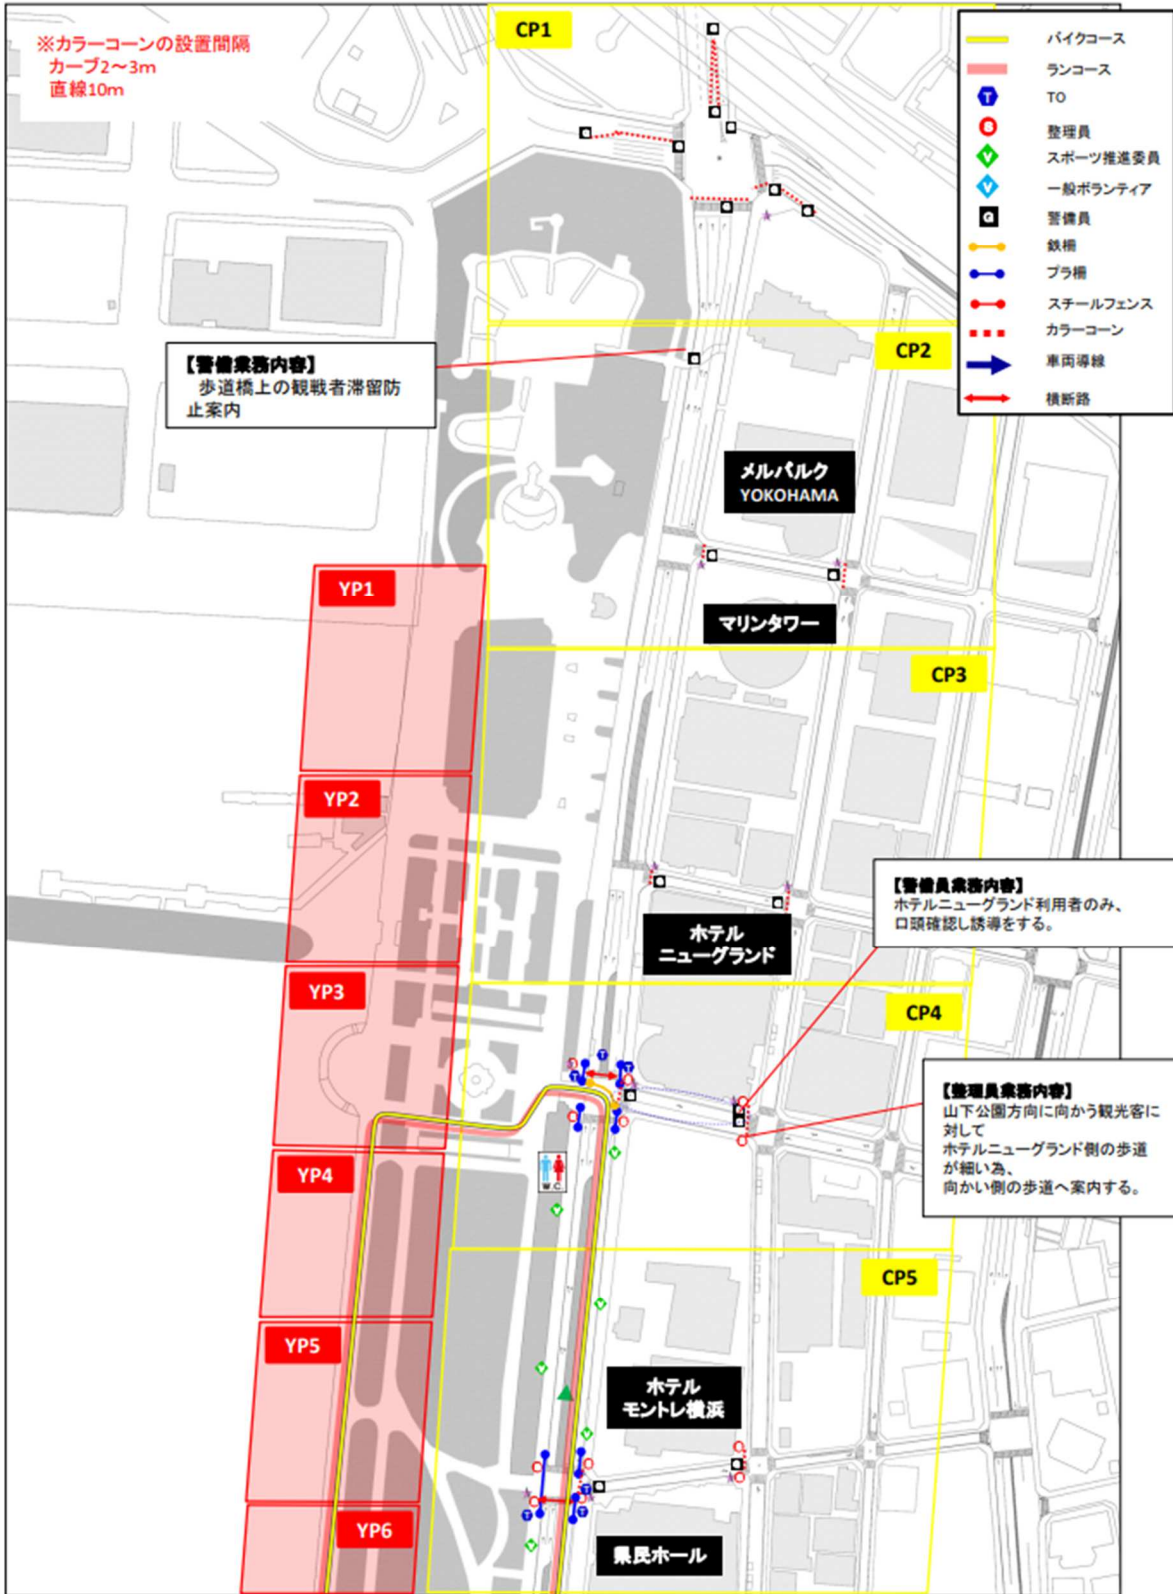 ※カラーコーンの設置間隔
カーブ2～3m
直線10m
CP1
バイクコース
ランコース
T
TO
整理員
V
スポーツ推進委員
V
一般ボランティア
G
警備員
鉄柵
プラ柵
スチールフェンス
カラーコーン
車両導線
横断路
CP2
【警備業務内容】
歩道橋上の観戦者滞留防
止案内
メルパルク
YOKOHAMA
YP1
マリンタワー
CP3
YP2
【警備員業務内容】
ホテルニューグランド利用者のみ、
口頭確認し誘導をする。
ホテル
ニューグランド
YP3
CP4
【整理員業務内容】
山下公園方向に向かう観光客に
対して
ホテルニューグランド側の歩道
が細い為、
向かい側の歩道へ案内する。
YP4
W.C.
CP5
YP5
ホテル
モントレ横浜
YP6
県民ホール